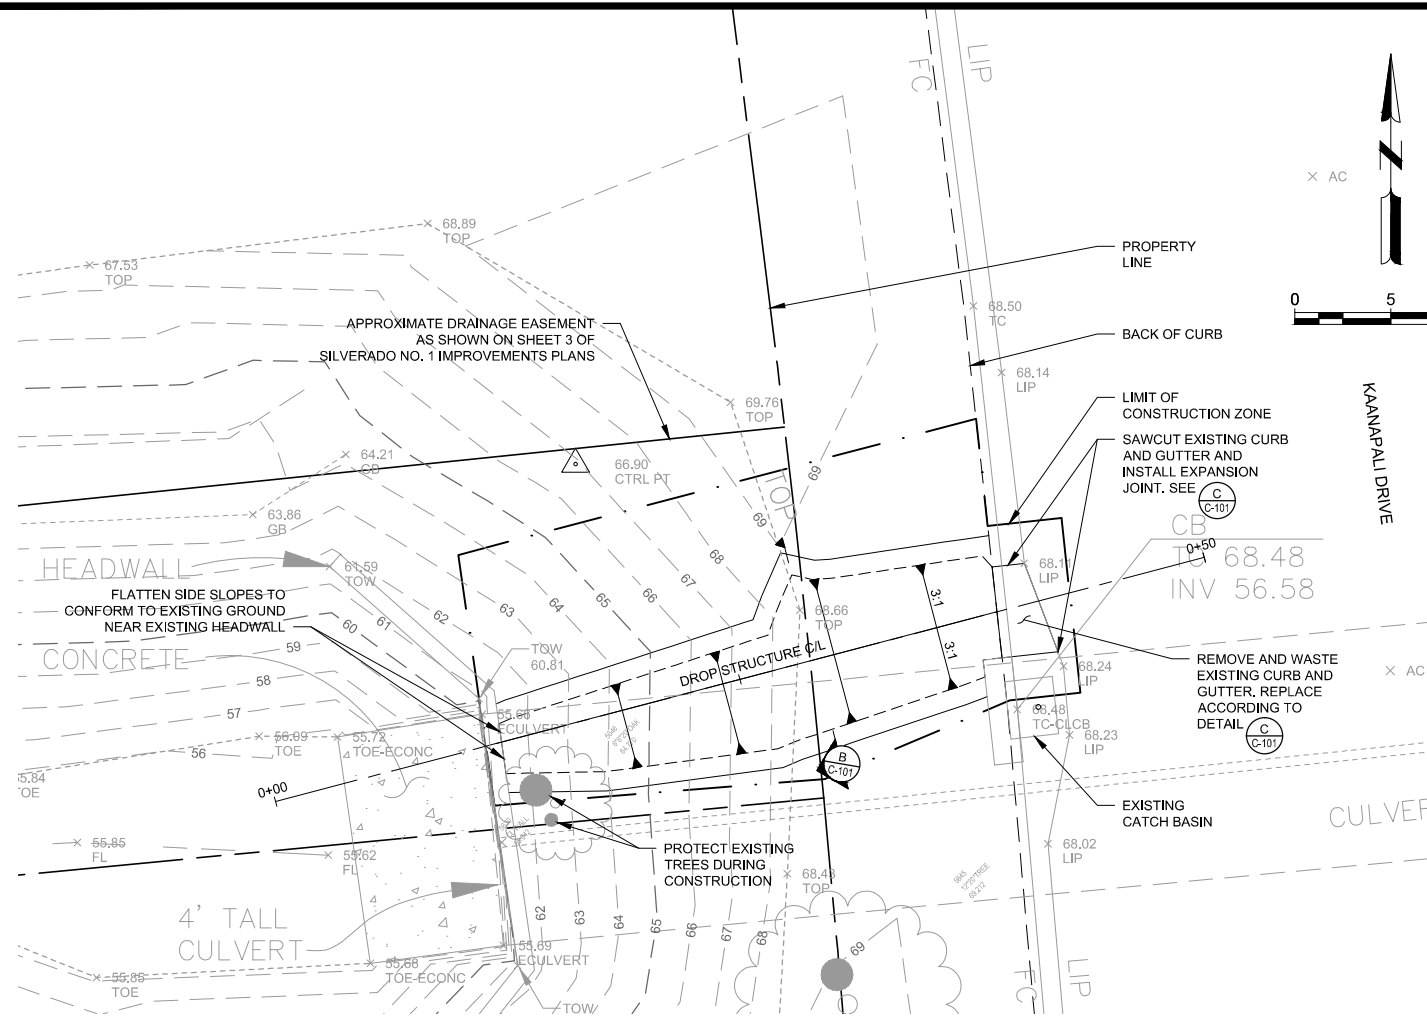 LIP
FC
AC
68.89
TOP
67.53
TOP
PROPERTY
LINE
0 5
68.50
TC
APPROXIMATE DRAINAGE EASEMENT
AS SHOWN ON SHEET 3 OF
SILVERADO NO. 1 IMPROVEMENTS PLANS
BACK OF CURB
68.14
LIP
KAANAPALI DRIVE
69.76
TOP
LIMIT OF
CONSTRUCTION ZONE
SAWCUT EXISTING CURB
AND GUTTER AND
INSTALL EXPANSION
JOINT. SEE
C
C-101
64.21
GB
66.90
CTRL PT
TOP
69
69
68
67
66
65
64
63
62
61
60
59
58
57
56
63.86
GB
CB
TC 68.48
INV 56.58
0+50
HEADWALL
61.59
TOW
68.11
LIP
FLATTEN SIDE SLOPES TO
CONFORM TO EXISTING GROUND
NEAR EXISTING HEADWALL
3:1
3:1
68.66
TOP
CONCRETE
TOW
60.81
DROP STRUCTURE C/L
REMOVE AND WASTE
EXISTING CURB AND
GUTTER. REPLACE
ACCORDING TO
DETAIL
C
C-101
68.24
LIP
AC
55.68
ECULVERT
68.48
TC-CLCB
56.09
TOE
55.72
TOE-ECONC
68.23
LIP
B
C-101
55.84
TOE
0+00
EXISTING
CATCH BASIN
CULVER
55.85
FL
55.62
FL
PROTECT EXISTING
TREES DURING
CONSTRUCTION
68.02
LIP
68.43
TOP
4' TALL
CULVERT
62
63
64
65
66
67
68
69
55.69
ECULVERT
55.68
TOE-ECONC
55.85
TOE
TOW
FC
LIP